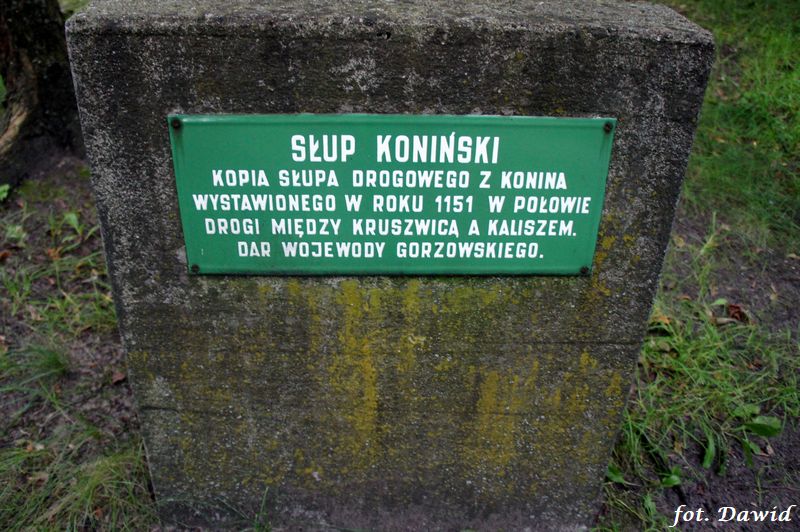 SŁUP KONIŃSKI
KOPIA SŁUPA DROGOWEGO Z KONINA
WYSTAWIONEGO W ROKU 1151 W POŁOWIE
DROGI MIĘDZY KRUSZWICĄ A KALISZEM.
DAR WOJEWODY GORZOWSKIEGO.
fot. Dawid